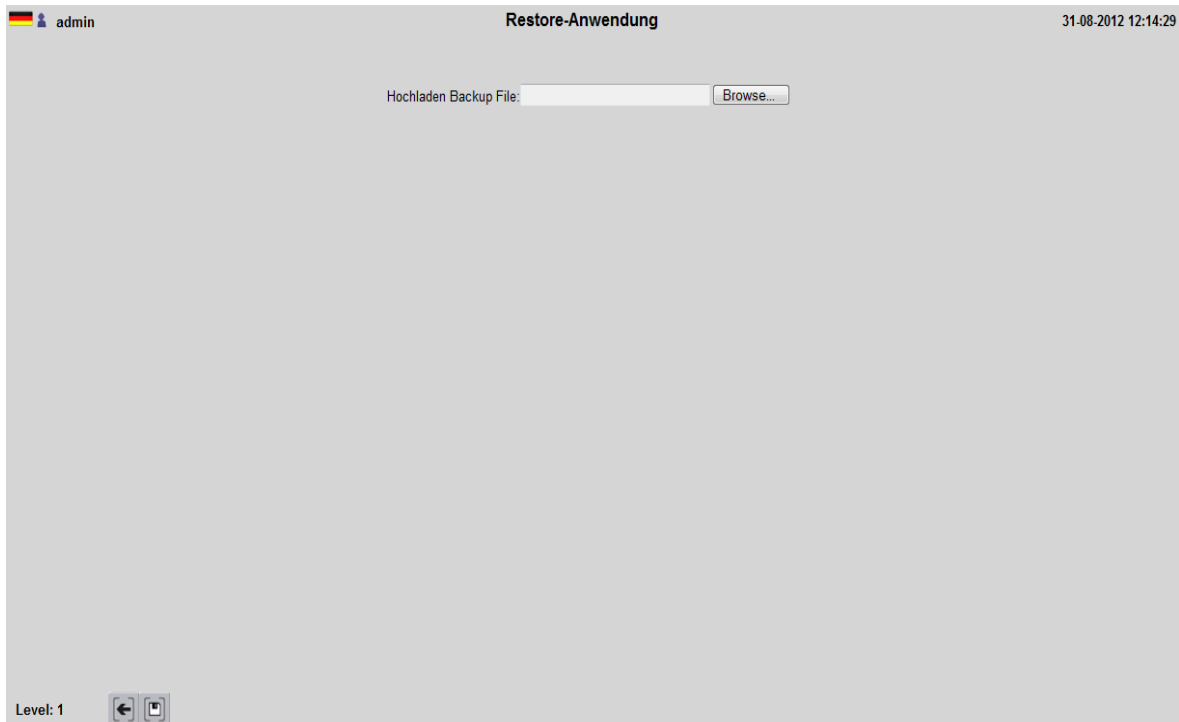 admin
Restore-Anwendung
31-08-2012 12:14:29
Hochladen Backup File:
Browse...
Level: 1